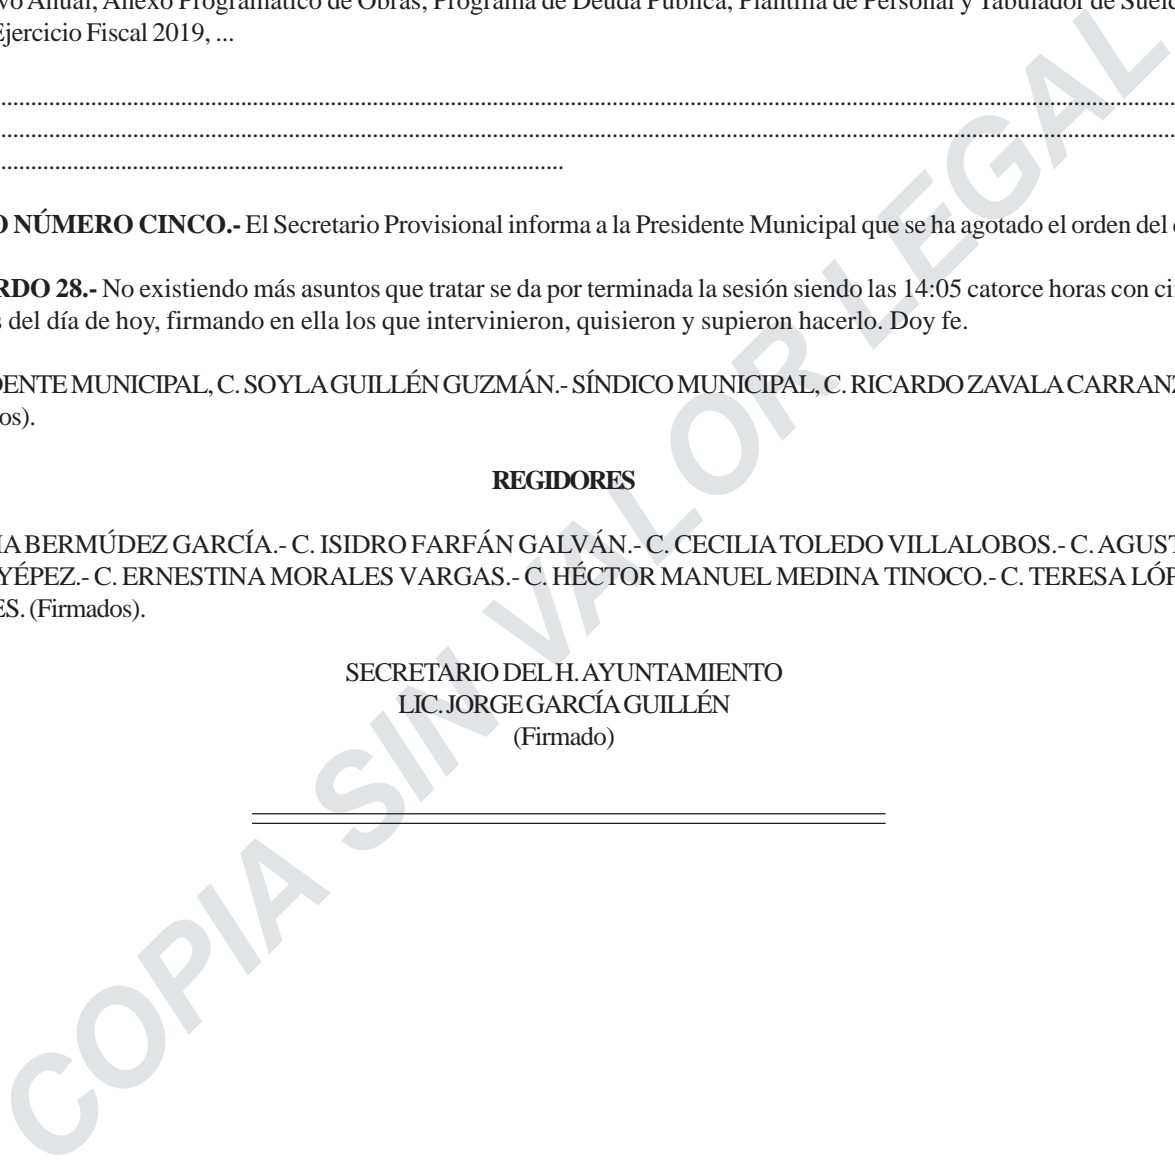 vo Anual, Anexo Programático de Obras, Programa de Deuda Pública, Plantilla de Personal y Tabulador de Sueld
Ejercicio Fiscal 2019, ...
O NÚMERO CINCO.- El Secretario Provisional informa a la Presidente Municipal que se ha agotado el orden del
RDO 28.- No existiendo más asuntos que tratar se da por terminada la sesión siendo las 14:05 catorce horas con ci
s del día de hoy, firmando en ella los que intervinieron, quisieron y supieron hacerlo. Doy fe.
DENTE MUNICIPAL, C. SOYLA GUILLÉN GUZMÁN.- SÍNDICO MUNICIPAL, C. RICARDO ZAVALA CARRANZ
os).
REGIDORES
IA BERMÚDEZ GARCÍA.- C. ISIDRO FARFÁN GALVÁN.- C. CECILIA TOLEDO VILLALOBOS.- C. AGUST
YÉPEZ.- C. ERNESTINA MORALES VARGAS.- C. HÉCTOR MANUEL MEDINA TINOCO.- C. TERESA LÓP
ES. (Firmados).
SECRETARIO DEL H. AYUNTAMIENTO
LIC. JORGE GARCÍA GUILLÉN
(Firmado)
COPIA SIN VALOR LEGAL